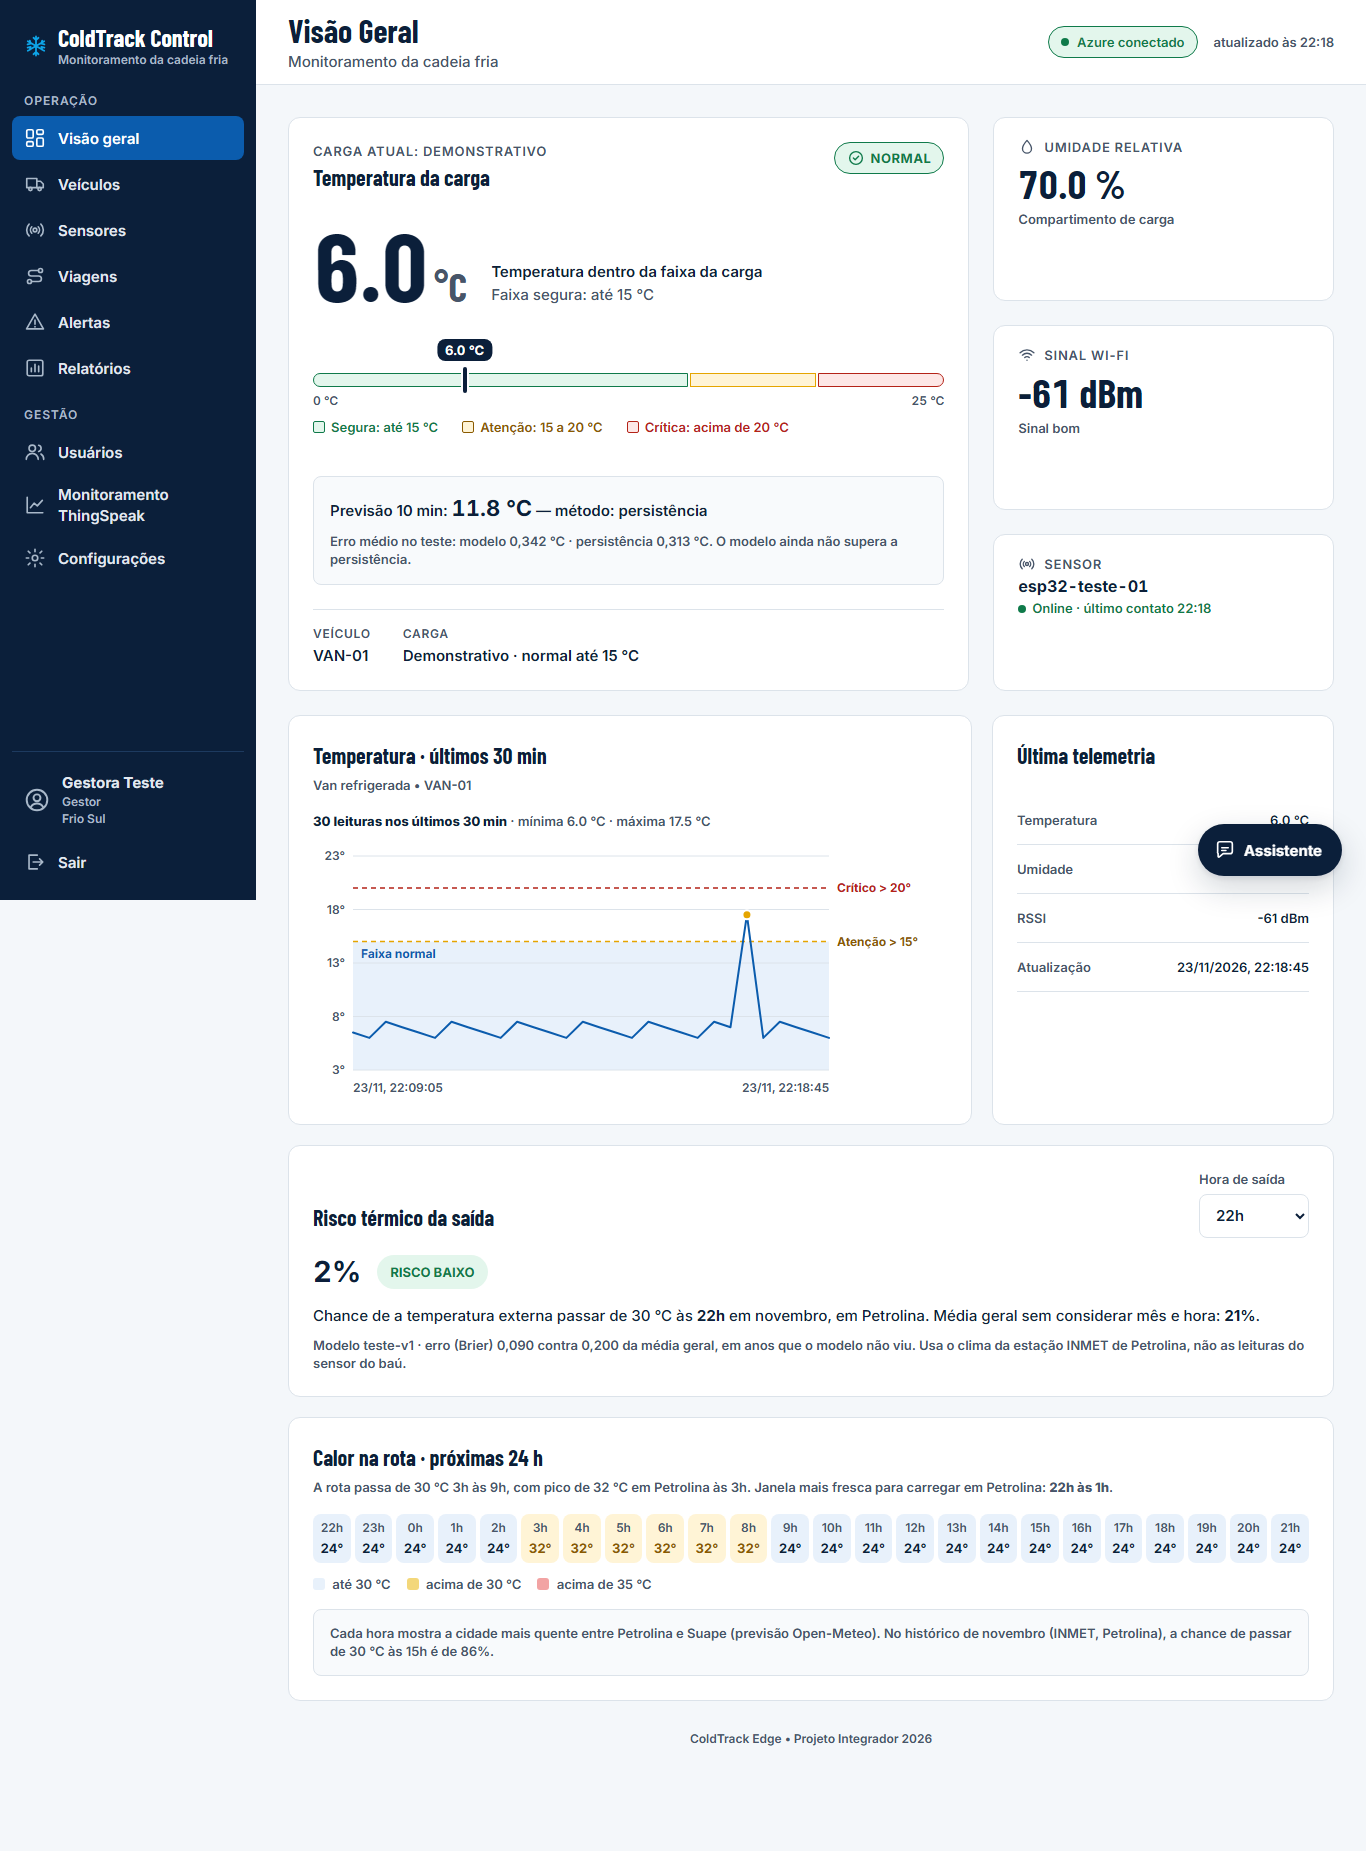 ColdTrack Control
Monitoramento da cadeia fria
OPERAÇÃO
Visão geral
Veículos
Sensores
Viagens
Alertas
Relatórios
GESTÃO
Usuários
Monitoramento
ThingSpeak
Configurações
Gestora Teste
Gestor
Frio Sul
Sair
Visão Geral
Monitoramento da cadeia fria
Azure conectado
atualizado às 22:18
CARGA ATUAL: DEMONSTRATIVO
Temperatura da carga
NORMAL
6.0 °C
Temperatura dentro da faixa da carga
Faixa segura: até 15 °C
6.0 °C
0 °C
25 °C
Segura: até 15 °C
Atenção: 15 a 20 °C
Crítica: acima de 20 °C
Previsão 10 min: 11.8 °C — método: persistência
Erro médio no teste: modelo 0,342 °C · persistência 0,313 °C. O modelo ainda não supera a
persistência.
VEÍCULO
VAN-01
CARGA
Demonstrativo · normal até 15 °C
UMIDADE RELATIVA
70.0 %
Compartimento de carga
SINAL WI-FI
-61 dBm
Sinal bom
SENSOR
esp32-teste-01
Online · último contato 22:18
Temperatura · últimos 30 min
Van refrigerada • VAN-01
30 leituras nos últimos 30 min · mínima 6.0 °C · máxima 17.5 °C
23°
18°
13°
8°
3°
Crítico > 20°
Atenção > 15°
Faixa normal
23/11, 22:09:05
23/11, 22:18:45
Última telemetria
Temperatura
6.0 °C
Umidade
RSSI
-61 dBm
Atualização
23/11/2026, 22:18:45
Assistente
Risco térmico da saída
Hora de saída
22h
2%
RISCO BAIXO
Chance de a temperatura externa passar de 30 °C às 22h em novembro, em Petrolina. Média geral sem considerar mês e hora: 21%.
Modelo teste-v1 · erro (Brier) 0,090 contra 0,200 da média geral, em anos que o modelo não viu. Usa o clima da estação INMET de Petrolina, não as leituras do
sensor do baú.
Calor na rota · próximas 24 h
A rota passa de 30 °C 3h às 9h, com pico de 32 °C em Petrolina às 3h. Janela mais fresca para carregar em Petrolina: 22h às 1h.
22h 23h 0h 1h 2h 3h 4h 5h 6h 7h 8h 9h 10h 11h 12h 13h 14h 15h 16h 17h 18h 19h 20h 21h
24° 24° 24° 24° 24° 32° 32° 32° 32° 32° 32° 24° 24° 24° 24° 24° 24° 24° 24° 24° 24° 24° 24° 24°
até 30 °C
acima de 30 °C
acima de 35 °C
Cada hora mostra a cidade mais quente entre Petrolina e Suape (previsão Open-Meteo). No histórico de novembro (INMET, Petrolina), a chance de passar
de 30 °C às 15h é de 86%.
ColdTrack Edge • Projeto Integrador 2026